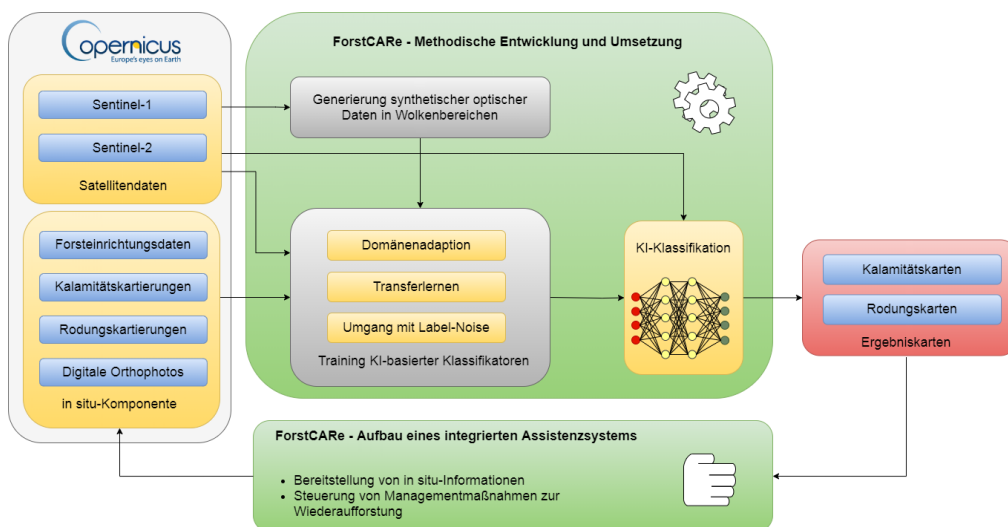 Copernicus
Europe's eyes on Earth
Sentinel-1
Sentinel-2
Satellitendaten
Forsteinrichtungsdaten
Kalamitätskartierungen
Rodungskartierungen
Digitale Orthophotos
in situ-Komponente
ForstCARe - Methodische Entwicklung und Umsetzung
Generierung synthetischer optischer
Daten in Wolkenbereichen
Domänenadaption
Transferlernen
Umgang mit Label-Noise
Training KI-basierter Klassifikatoren
KI-Klassifikation
Kalamitätskarten
Rodungskarten
Ergebniskarten
ForstCARe - Aufbau eines integrierten Assistenzsystems
• Bereitstellung von in situ-Informationen
• Steuerung von Managementmaßnahmen zur
Wiederaufforstung